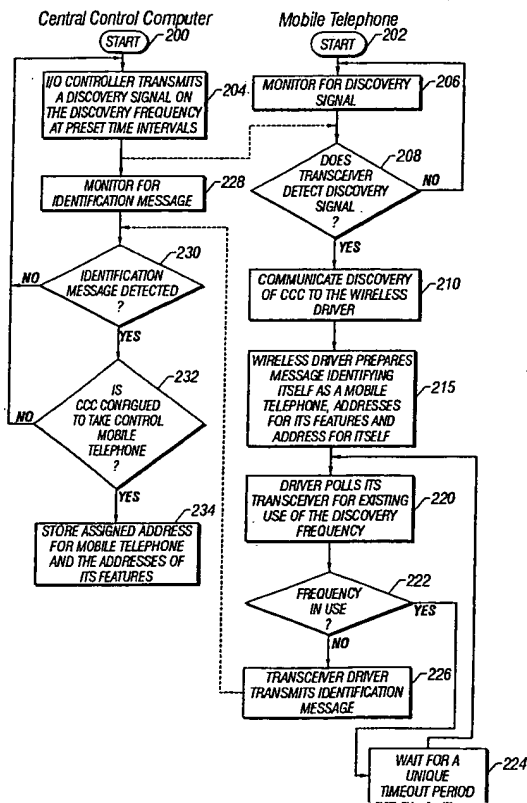 Central Control Computer
START
200
I/O CONTROLLER TRANSMITS
A DISCOVERY SIGNAL ON
THE DISCOVERY FREQUENCY
AT PRESET TIME INTERVALS
204
MONITOR FOR
IDENTIFICATION MESSAGE
228
230
IDENTIFICATION
MESSAGE DETECTED
?
NO
YES
232
IS
CCC CONFIGUED
TO TAKE CONTROL
MOBILE
TELEPHONE
?
NO
YES
234
STORE ASSIGNED ADDRESS
FOR MOBILE TELEPHONE
AND THE ADDRESSES OF
ITS FEATURES
Mobile Telephone
START
202
MONITOR FOR DISCOVERY
SIGNAL
206
208
DOES
TRANSCEIVER
DETECT DISCOVERY
SIGNAL
?
NO
YES
COMMUNICATE DISCOVERY
OF CCC TO THE WIRELESS
DRIVER
210
WIRELESS DRIVER PREPARES
MESSAGE IDENTIFYING
ITSELF AS A MOBILE
TELEPHONE, ADDRESSES
FOR ITS FEATURES AND
ADDRESS FOR ITSELF
215
DRIVER POLLS ITS
TRANSCEIVER FOR EXISTING
USE OF THE DISCOVERY
FREQUENCY
220
222
FREQUENCY
IN USE
?
YES
NO
TRANSCEIVER DRIVER
TRANSMITS IDENTIFICATION
MESSAGE
226
WAIT FOR A
UNIQUE
TIMEOUT PERIOD
224